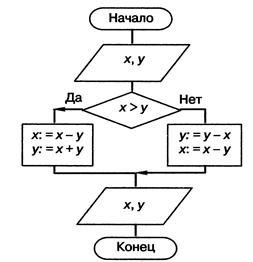 Начало
x, y
x > y
Да
Нет
x: = x – y
y: = x + y
y: = y – x
x: = x – y
x, y
Конец